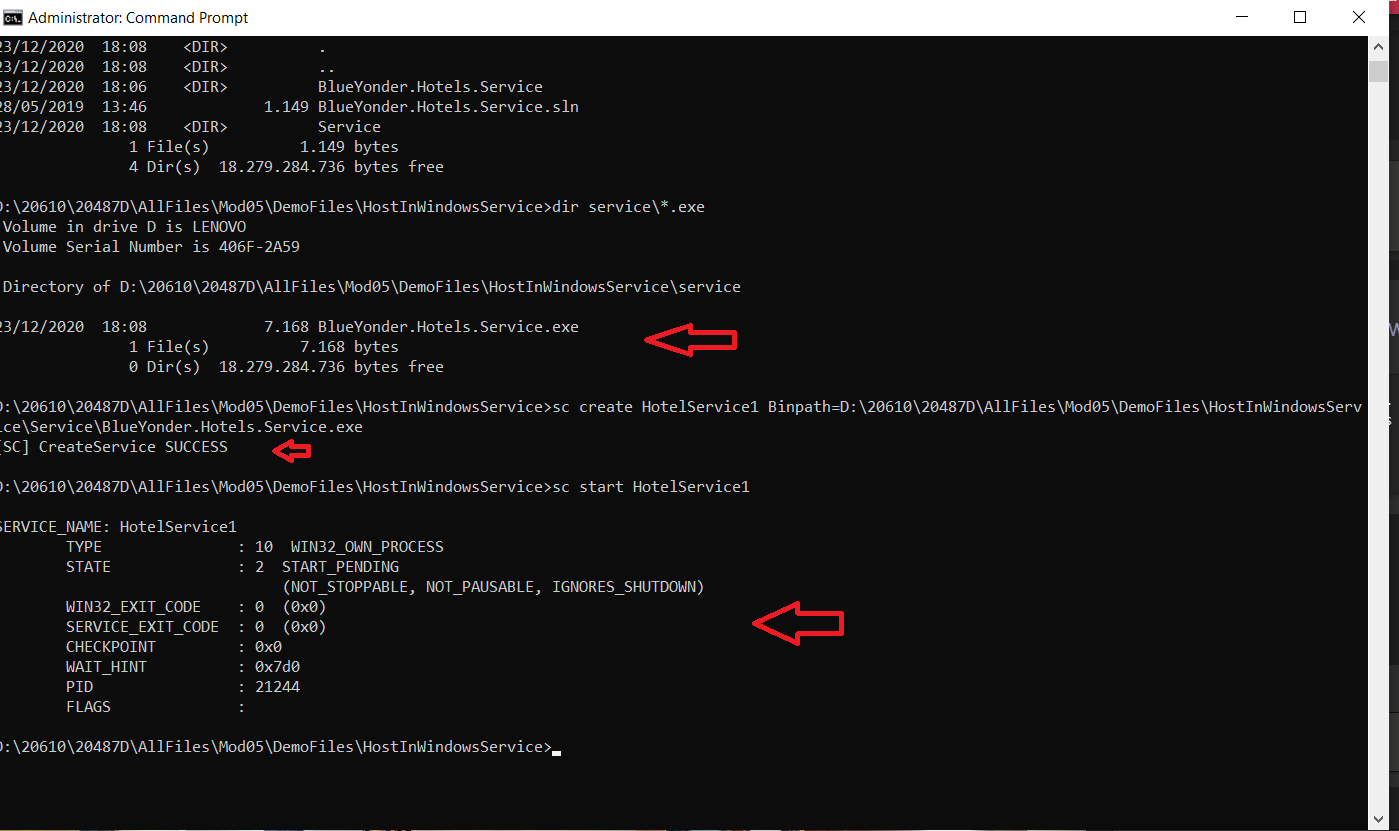 Administrator: Command Prompt
23/12/2020  18:08    <DIR>          .
23/12/2020  18:08    <DIR>          ..
23/12/2020  18:06    <DIR>          BlueYonder.Hotels.Service
28/05/2019  13:46             1.149 BlueYonder.Hotels.Service.sln
23/12/2020  18:08    <DIR>          Service
              1 File(s)          1.149 bytes
              4 Dir(s)  18.279.284.736 bytes free
D:\20610\20487D\AllFiles\Mod05\DemoFiles\HostInWindowsService>dir service\*.exe
Volume in drive D is LENOVO
Volume Serial Number is 406F-2A59
Directory of D:\20610\20487D\AllFiles\Mod05\DemoFiles\HostInWindowsService\service
23/12/2020  18:08             7.168 BlueYonder.Hotels.Service.exe
              1 File(s)          7.168 bytes
              0 Dir(s)  18.279.284.736 bytes free
D:\20610\20487D\AllFiles\Mod05\DemoFiles\HostInWindowsService>sc create HotelService1 Binpath=D:\20610\20487D\AllFiles\Mod05\DemoFiles\HostInWindowsServ
ice\Service\BlueYonder.Hotels.Service.exe
[SC] CreateService SUCCESS
D:\20610\20487D\AllFiles\Mod05\DemoFiles\HostInWindowsService>sc start HotelService1
SERVICE_NAME: HotelService1
        TYPE               : 10  WIN32_OWN_PROCESS
        STATE              : 2  START_PENDING
                                (NOT_STOPPABLE, NOT_PAUSABLE, IGNORES_SHUTDOWN)
        WIN32_EXIT_CODE    : 0  (0x0)
        SERVICE_EXIT_CODE  : 0  (0x0)
        CHECKPOINT         : 0x0
        WAIT_HINT          : 0x7d0
        PID                : 21244
        FLAGS              :
D:\20610\20487D\AllFiles\Mod05\DemoFiles\HostInWindowsService>